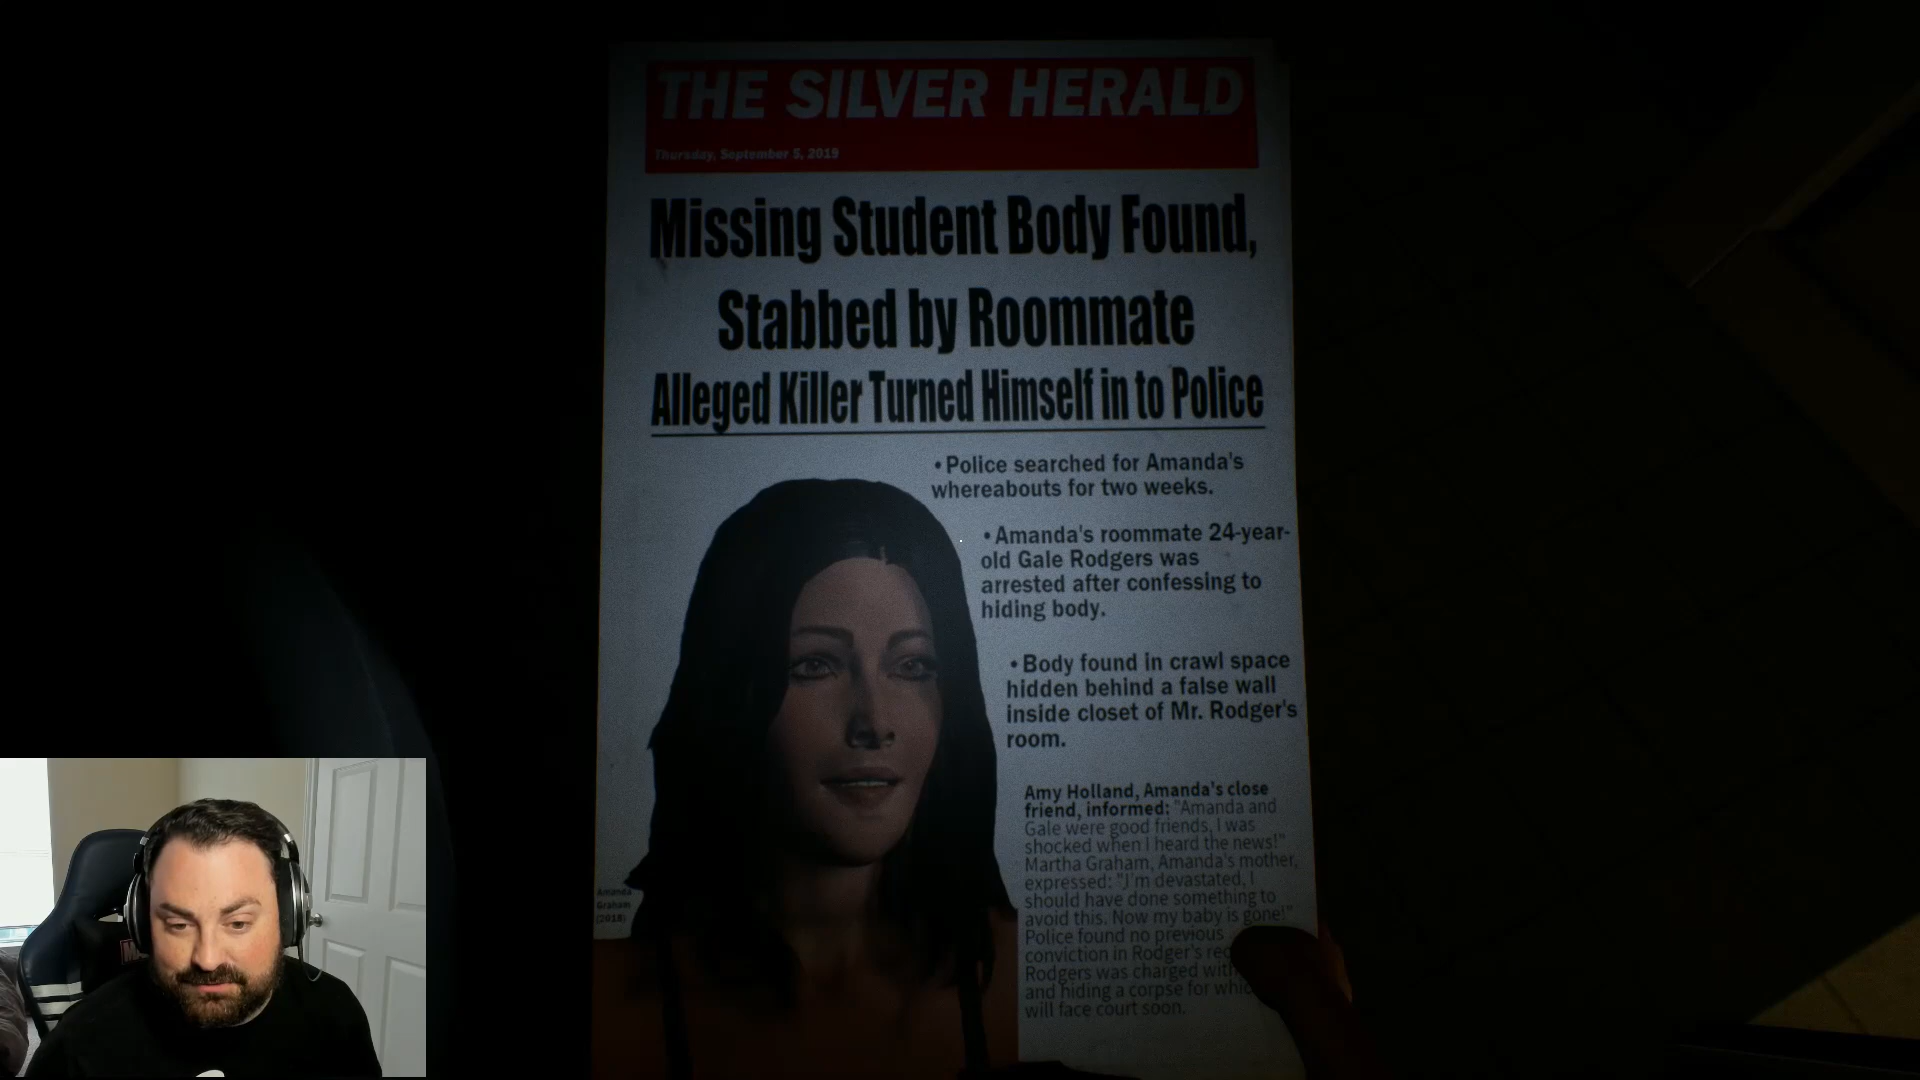 THE SILVER HERALD
Thursday, September 5, 2019
Missing Student Body Found,
Stabbed by Roommate
Alleged Killer Turned Himself in to Police
•Police searched for Amanda's
whereabouts for two weeks.
•Amanda's roommate 24-year-
old Gale Rodgers was
arrested after confessing to
hiding body.
•Body found in crawl space
hidden behind a false wall
inside closet of Mr. Rodger's
room.
Amy Holland, Amanda's close
friend, informed: "Amanda and
Gale were good friends, I was
shocked when I heard the news!"
Martha Graham, Amanda's mother,
expressed: "I'm devastated, I
should have done something to
avoid this. Now my baby is gone!"
Police found no previous
conviction in Rodger's
Rodgers was charged with
and hiding a corpse for
will face court soon.
Amanda
Graham
(2018)